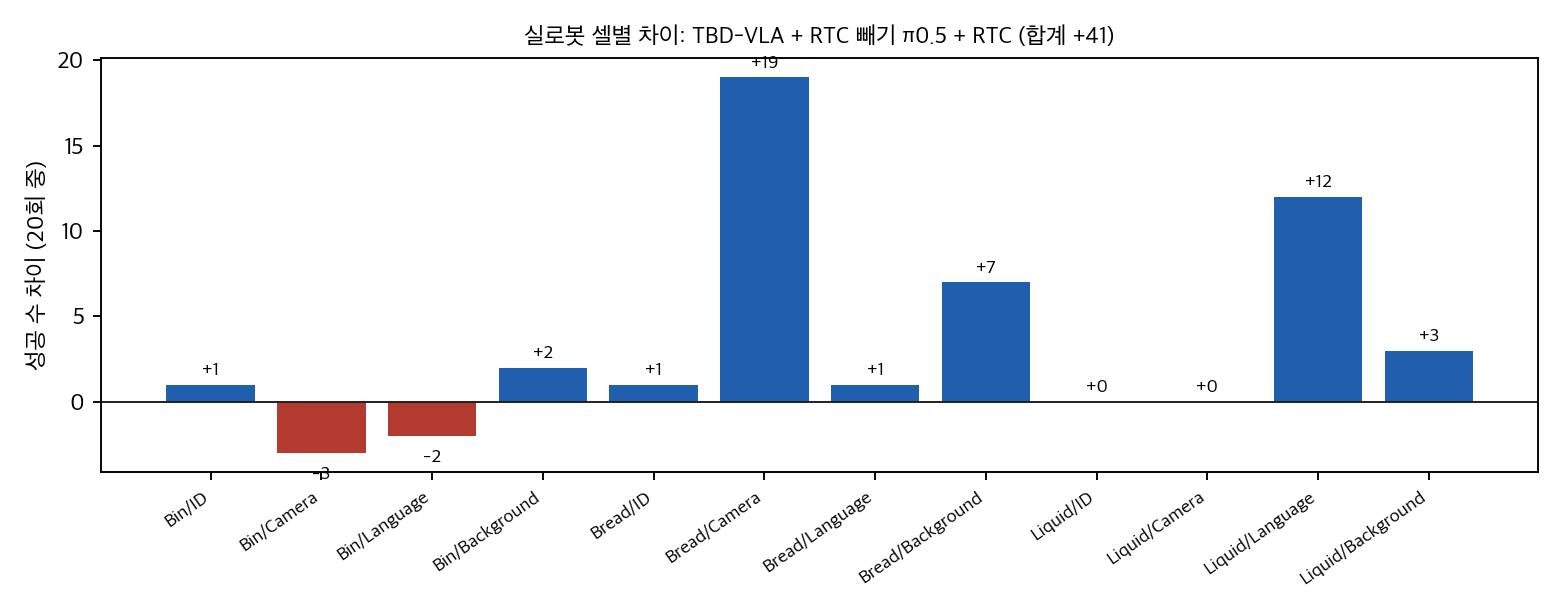 실로봇 셀별 차이: TBD-VLA + RTC 빼기 π0.5 + RTC (합계 +41)
성공 수 차이 (20회 중)
20
15
10
5
0
+1
-3
-2
+2
+1
+19
+1
+7
+0
+0
+12
+3
Bin/ID
Bin/Camera
Bin/Language
Bin/Background
Bread/ID
Bread/Camera
Bread/Language
Bread/Background
Liquid/ID
Liquid/Camera
Liquid/Language
Liquid/Background